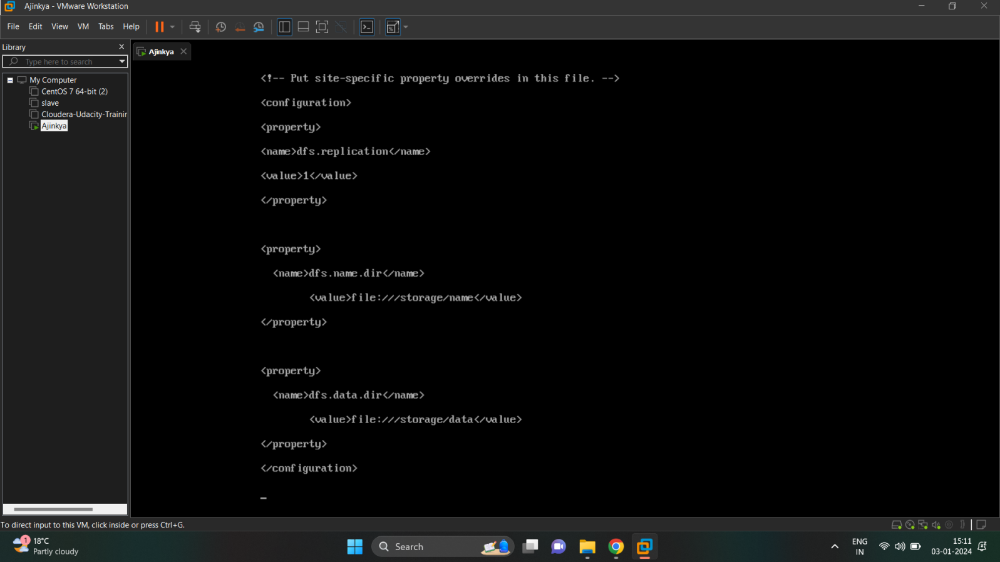 Ajinkya - VMware Workstation
File Edit View VM Tabs Help
Library
Type here to search
My Computer
CentOS 7 64-bit (2)
slave
Cloudera-Udacity-Trainir
Ajinkya
Ajinkya
<!-- Put site-specific property overrides in this file. -->
<configuration>
<property>
<name>dfs.replication</name>
<value>1</value>
</property>
<property>
<name>dfs.name.dir</name>
<value>file:///storage/name</value>
</property>
<property>
<name>dfs.data.dir</name>
<value>file:///storage/data</value>
</property>
</configuration>
To direct input to this VM, click inside or press Ctrl+G.
1
18°C
Partly cloudy
Search
ENG
IN
15:11
03-01-2024